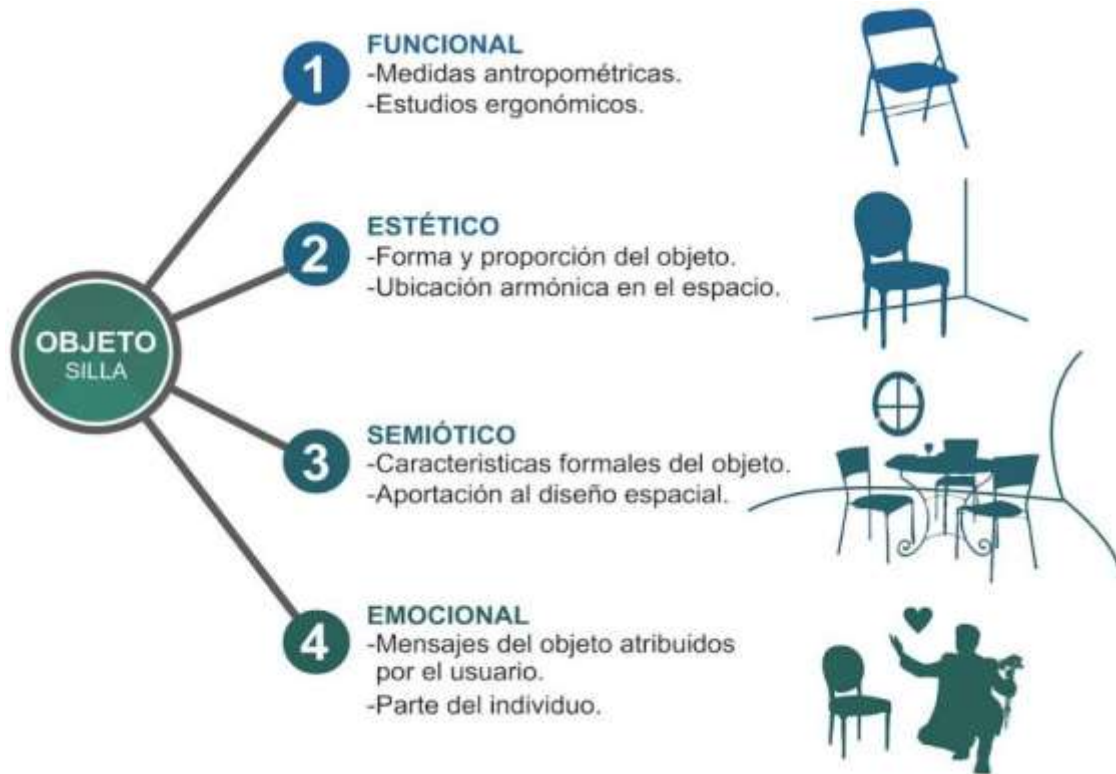 OBJETO
SILLA
1
FUNCIONAL
-Medidas antropométricas.
-Estudios ergonómicos.
2
ESTÉTICO
-Forma y proporción del objeto.
-Ubicación armónica en el espacio.
3
SEMIÓTICO
-Caracteristicas formales del objeto.
-Aportación al diseño espacial.
4
EMOCIONAL
-Mensajes del objeto atribuidos
por el usuario.
-Parte del individuo.